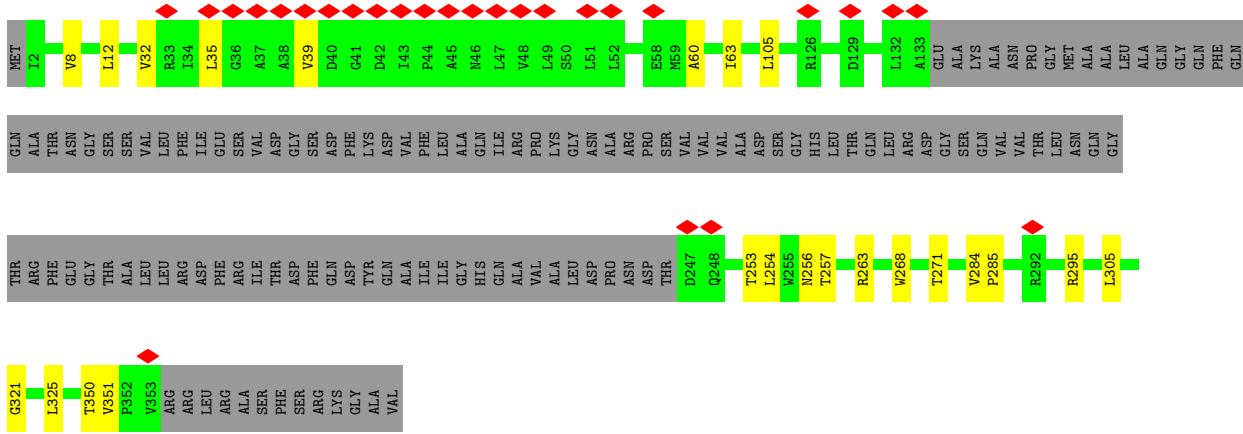 MET I2 V8 L12 V32 R33 I34 L35 G36 A37 A38 V39 D40 G41 D42 I43 P44 A45 N46 L47 V48 L49 S50 L51 L52 E58 M59 A60 I63 L105 R126 D129 L132 A133 GLU ALA LYS ALA ASN PRO GLY MET ALA ALA LEU ALA GLN GLY GLN PHE GLN
GLN ALA THR ASN GLY SER SER VAL LEU PHE ILE GLU SER VAL ASP GLY SER ASP PHE LYS ASP VAL PHE LEU ALA GLN ILE ARG PRO LYS GLY ASN ALA ARG PRO SER VAL VAL VAL ALA ASP SER GLY HIS LEU THR GLN LEU ARG ASP GLY SER GLN VAL VAL THR LEU ASN GLN GLY
THR ARG PHE GLU GLY THR ALA LEU LEU ARG ASP PHE ARG ILE THR ASP PHE GLN ASP TYR GLN ALA ILE ILE GLY HIS GLN ALA VAL ALA LEU ASP PRO ASN ASP THR D247 Q248 T253 L254 W255 N256 T257 R263 W268 T271 V284 P285 R292 R295 L305
G321 L325 T350 V351 P352 V353 ARG ARG LEU ARG ALA SER PHE SER ARG LYS GLY ALA VAL